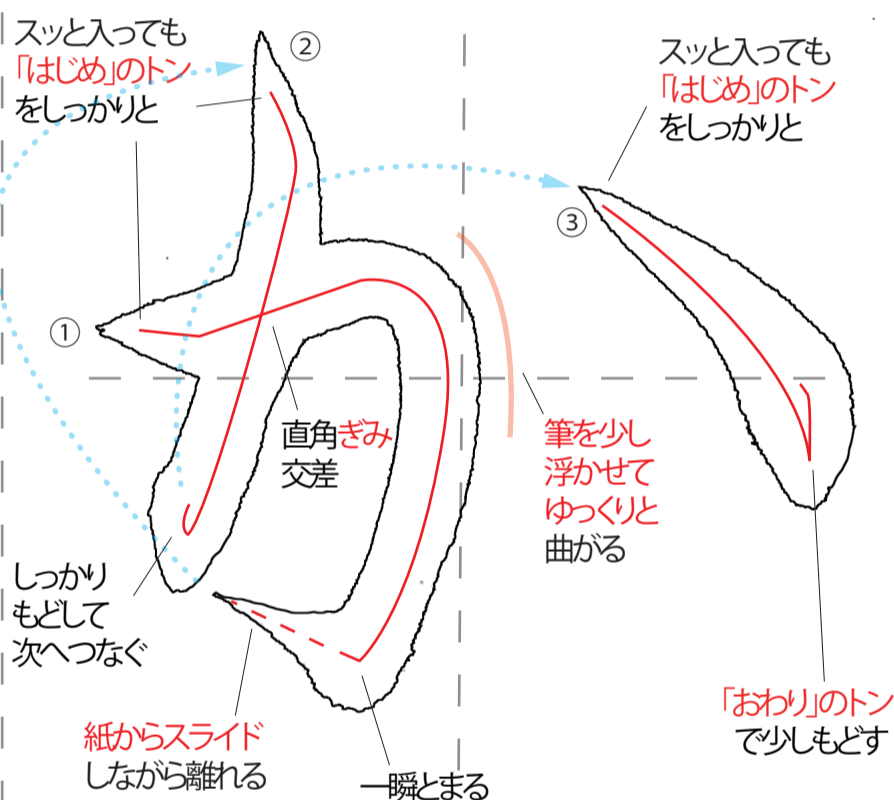 スッと入っても
「はじめ」のトン
をしっかりと
②
スッと入っても
「はじめ」のトン
をしっかりと
③
①
直角ぎみ
交差
筆を少し
浮かせて
ゆっくりと
曲がる
しっかり
もどして
次へつなぐ
紙からスライド
しながら離れる
一瞬とまる
「おわり」のトン
で少しもどす